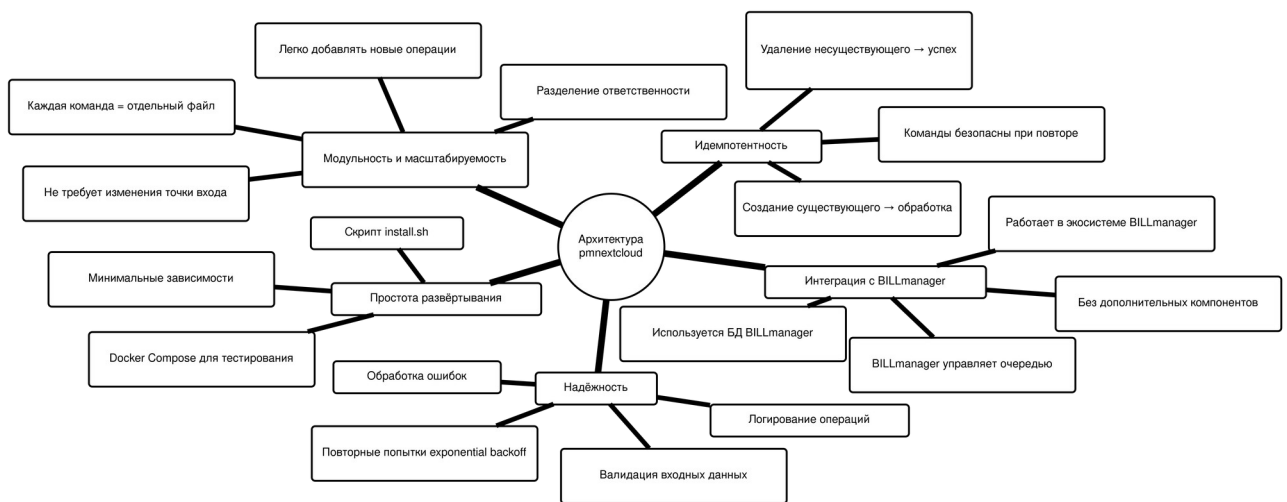 Легко добавлять новые операции
Удаление несуществующего → успех
Каждая команда = отдельный файл
Разделение ответственности
Команды безопасны при повторе
Модульность и масштабируемость
Идемпотентность
Не требует изменения точки входа
Создание существующего → обработка
Работает в экосистеме BILLmanager
Скрипт install.sh
Архитектура
pmnextcloud
Минимальные зависимости
Простота развёртывания
Интеграция с BILLmanager
Без дополнительных компонентов
Используется БД BILLmanager
Docker Compose для тестирования
BILLmanager управляет очередью
Обработка ошибок
Надёжность
Логирование операций
Повторные попытки exponential backoff
Валидация входных данных